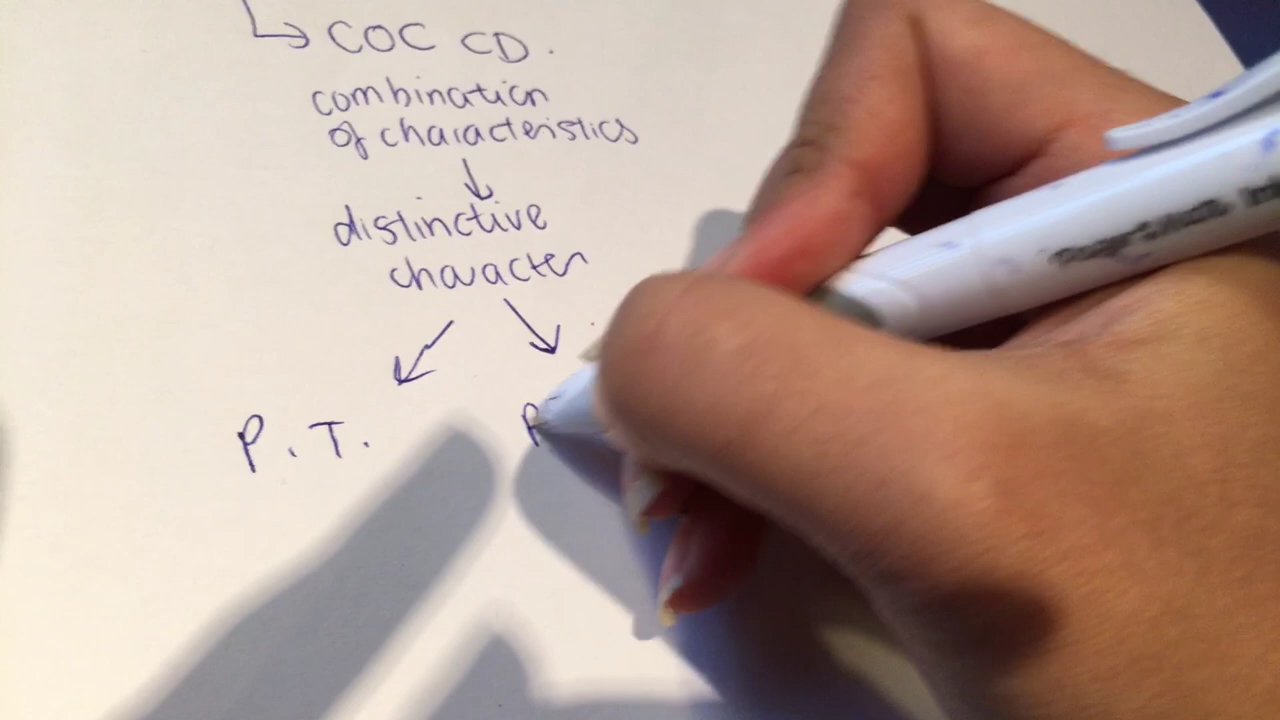 ↳ COC CD.
combination
of characteristics
↓
distinctive
character
↙ ↘
P. T.